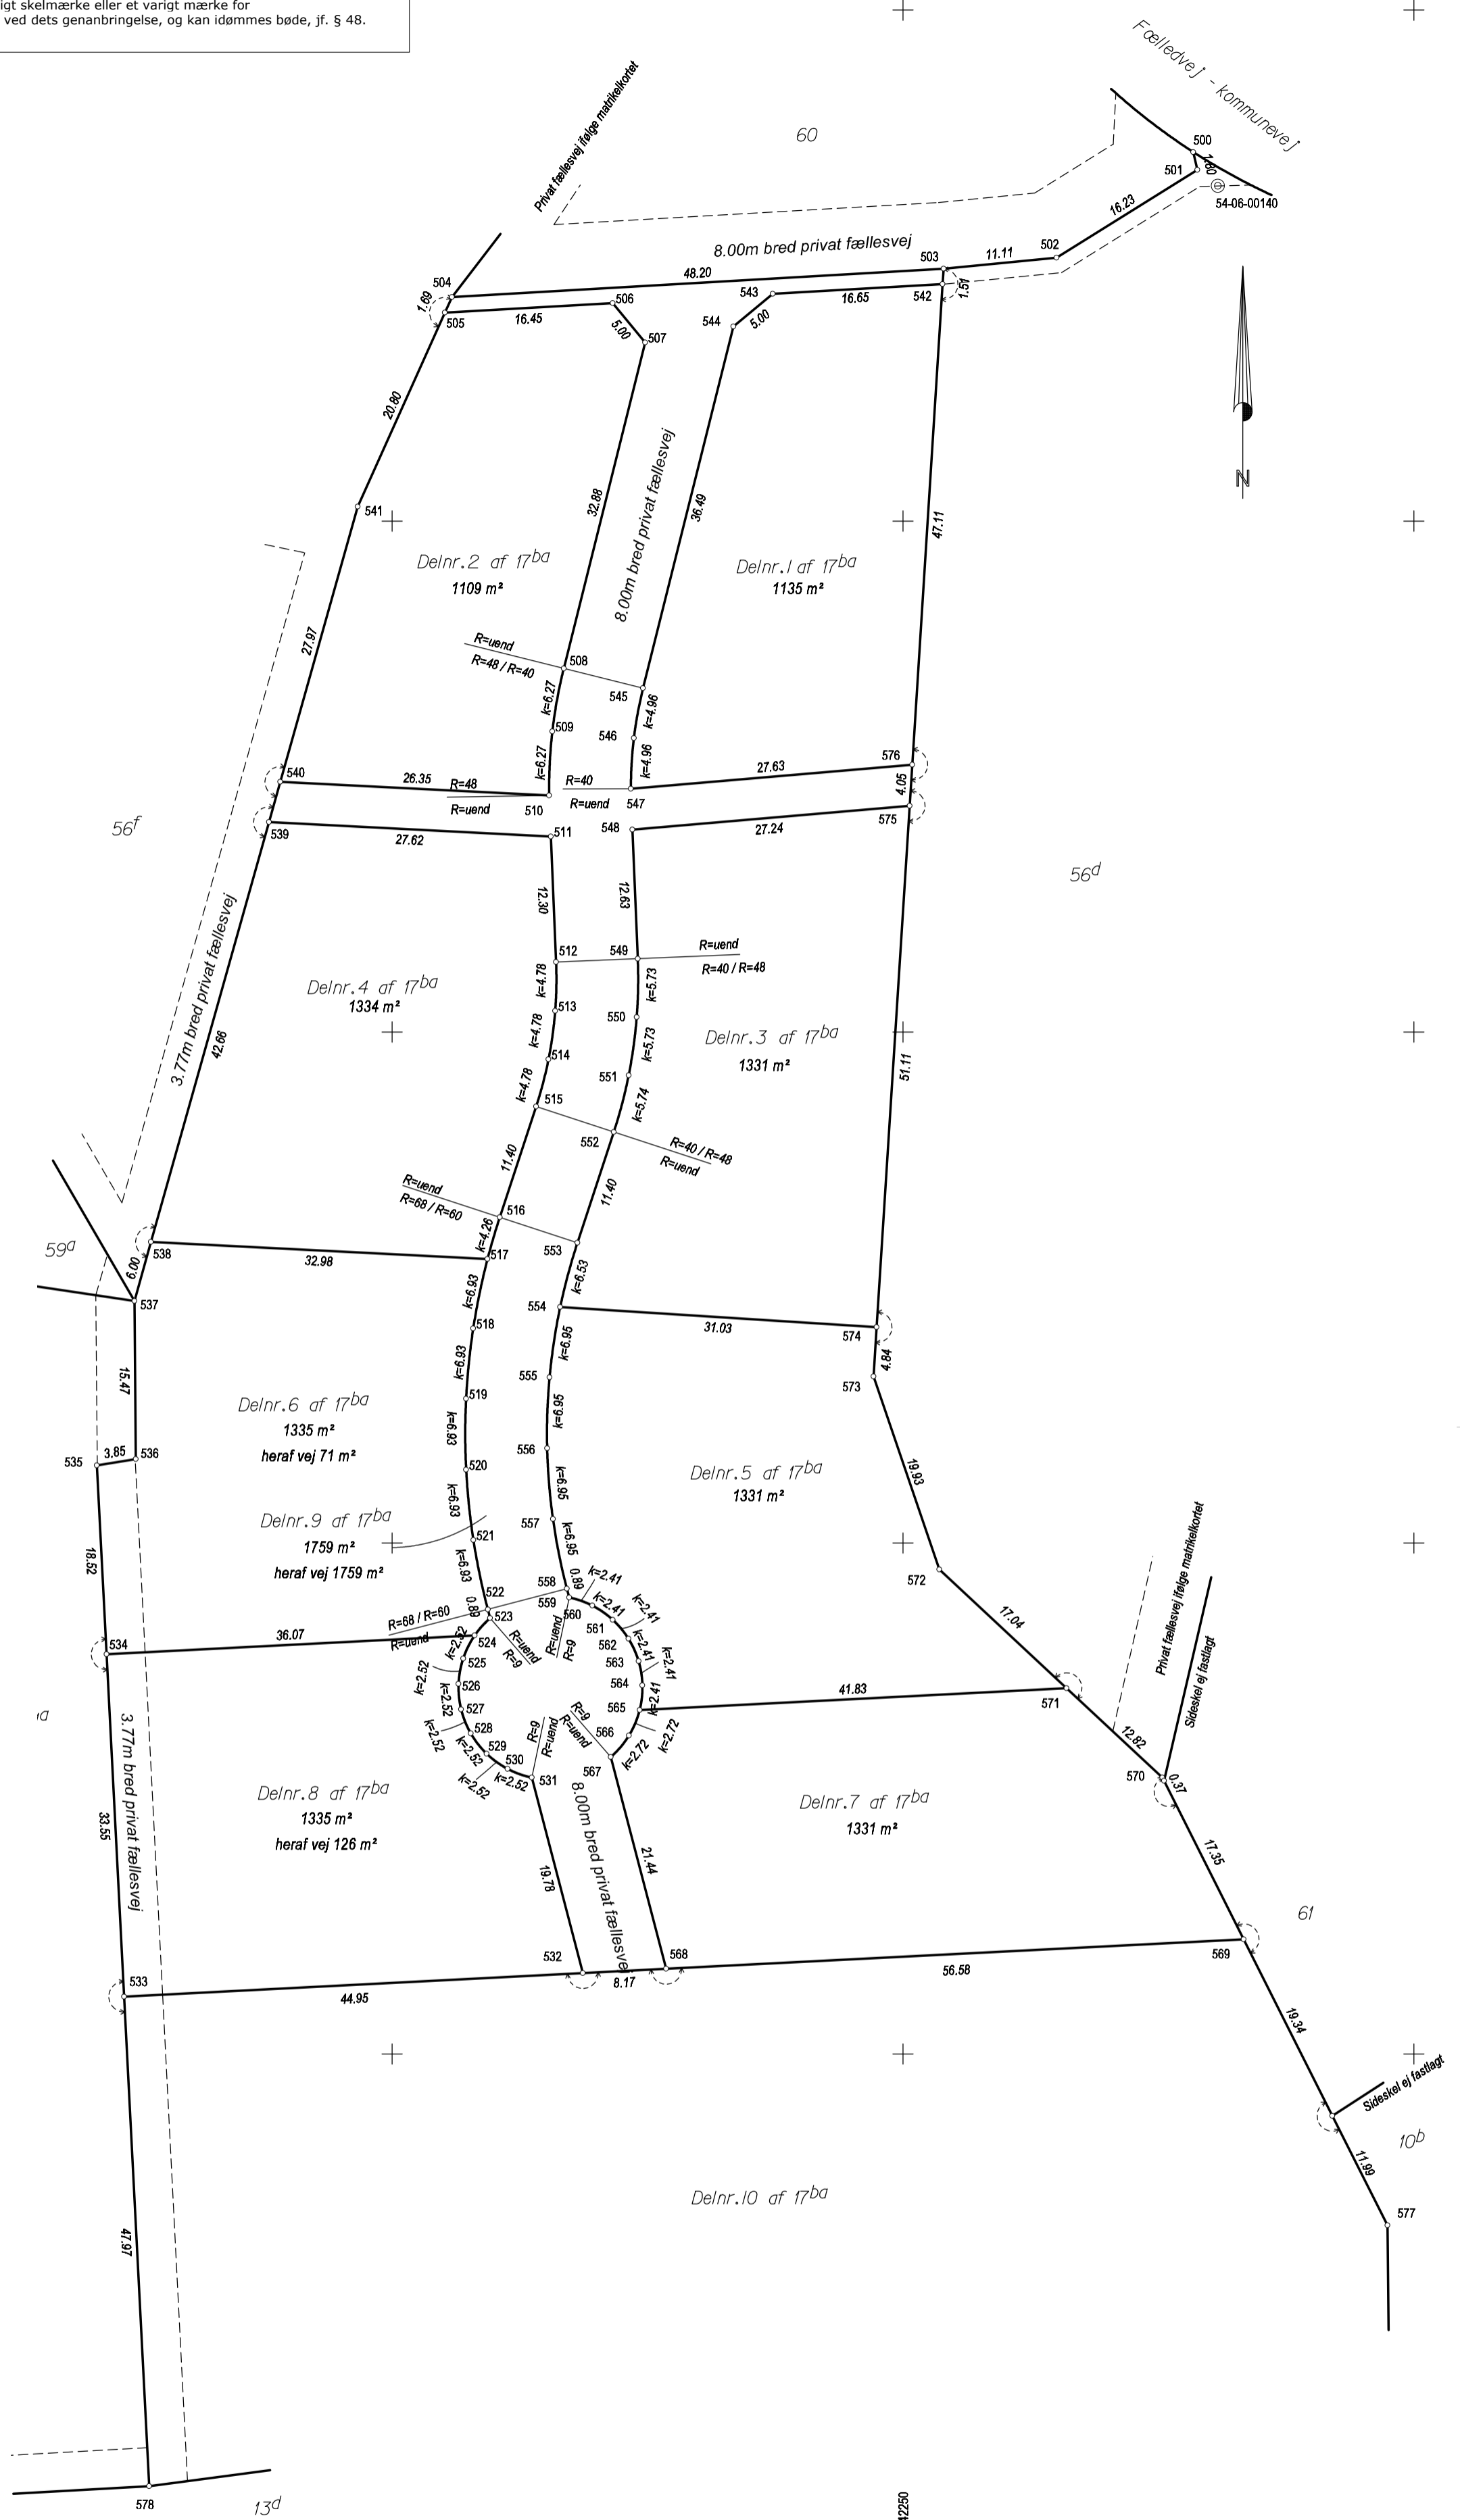 igt skelmærke eller et varigt mærke for
ved dets genanbringelse, og kan idømmes bøde, jf. § 48.
Fælledvej - kommunevej
Privat fællesvej ifølge matrikelkortet
60
500
1.80
501
54-06-00140
16.23
502
8.00m bred privat fællesvej
503
11.11
504
48.20
1.69
543
16.65
542
1.51
506
505
16.45
5.00
544
5.00
507
20.80
32.88
8.00m bred privat fællesvej
36.49
47.11
N
541
Delnr.2 af 17ba
1109 m²
Delnr.1 af 17ba
1135 m²
27.97
R=uend
R=48 / R=40
508
545
k=6.27
k=4.96
509
546
k=6.27
k=4.96
576
27.63
540
26.35
R=48
R=uend
510
R=40
R=uend
547
4.05
56f
539
27.62
511
548
27.24
575
56d
12.30
12.63
3.77m bred privat fællesvej
512
549
R=uend
R=40 / R=48
Delnr.4 af 17ba
1334 m²
k=4.78
k=5.73
513
550
Delnr.3 af 17ba
1331 m²
42.66
k=4.78
k=5.73
514
551
51.11
k=4.78
k=5.74
515
552
R=40 / R=48
R=uend
11.40
11.40
R=uend
R=68 / R=60
516
553
59a
538
6.00
32.98
k=4.26
517
k=6.53
537
554
31.03
574
k=6.93
518
k=6.95
4.84
573
15.47
k=6.93
555
519
Delnr.6 af 17ba
1335 m²
heraf vej 71 m²
k=6.93
k=6.95
535
3.85
536
556
520
19.93
Delnr.5 af 17ba
1331 m²
k=6.93
k=6.95
Delnr.9 af 17ba
1759 m²
heraf vej 1759 m²
557
521
18.52
k=6.93
k=6.95
572
Privat fællesvej ifølge matrikelkortet
Sideskel ej fastlagt
522
558
0.89
0.89
559
k=2.41
R=68 / R=60
R=uend
523
560
k=2.41
k=2.41
17.04
534
36.07
524
R=uend
R=9
R=uend
R=9
561
562
k=2.41
k=2.52
525
563
k=2.41
k=2.52
526
564
k=2.41
41.83
571
k=2.52
527
565
k=2.72
R=9
R=uend
566
k=2.52
528
k=2.72
12.82
k=2.52
529
530
R=9
R=uend
567
k=2.52
k=2.52
531
570
0.37
3.77m bred privat fællesvej
33.55
Delnr.8 af 17ba
1335 m²
heraf vej 126 m²
8.00m bred privat fællesvej
19.78
21.44
Delnr.7 af 17ba
1331 m²
17.35
61
532
568
569
533
44.95
8.17
56.58
19.34
Sideskel ej fastlagt
10b
11.99
577
Delnr.10 af 17ba
47.97
578
13d
42250